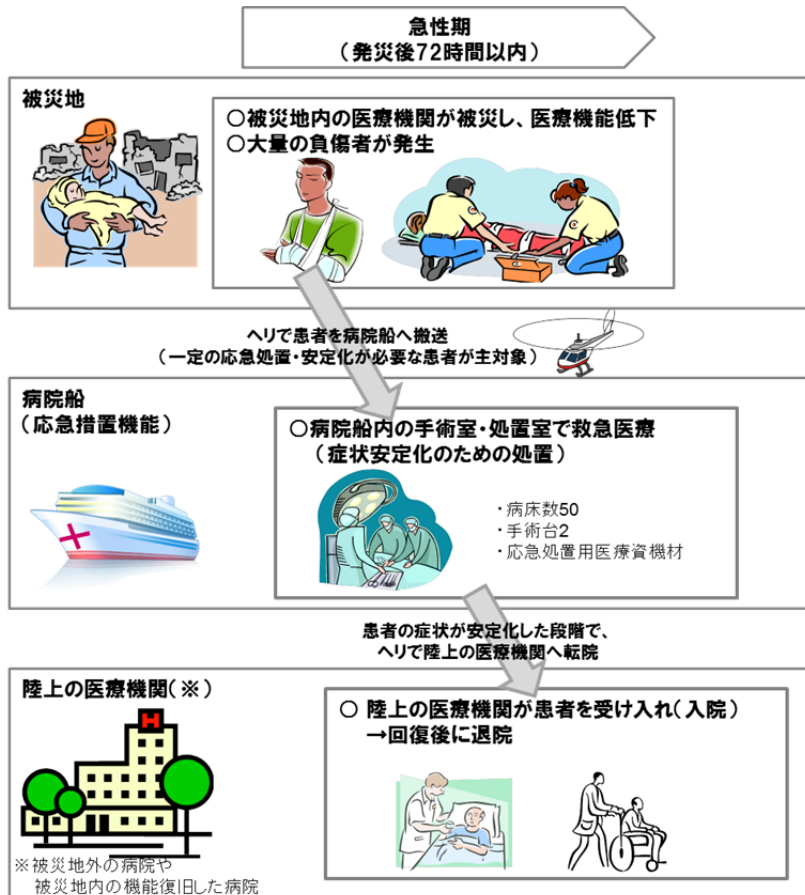 急性期
（発災後72時間以内）
被災地
○被災地内の医療機関が被災し、医療機能低下
○大量の負傷者が発生
ヘリで患者を病院船へ搬送
（一定の応急処置・安定化が必要な患者が主対象）
病院船
（応急措置機能）
○病院船内の手術室・処置室で救急医療
（症状安定化のための処置）
・病床数50
・手術台2
・応急処置用医療資機材
患者の症状が安定化した段階で、
ヘリで陸上の医療機関へ転院
陸上の医療機関（※）
H
○ 陸上の医療機関が患者を受け入れ（入院）
→回復後に退院
※被災地外の病院や
被災地内の機能復旧した病院